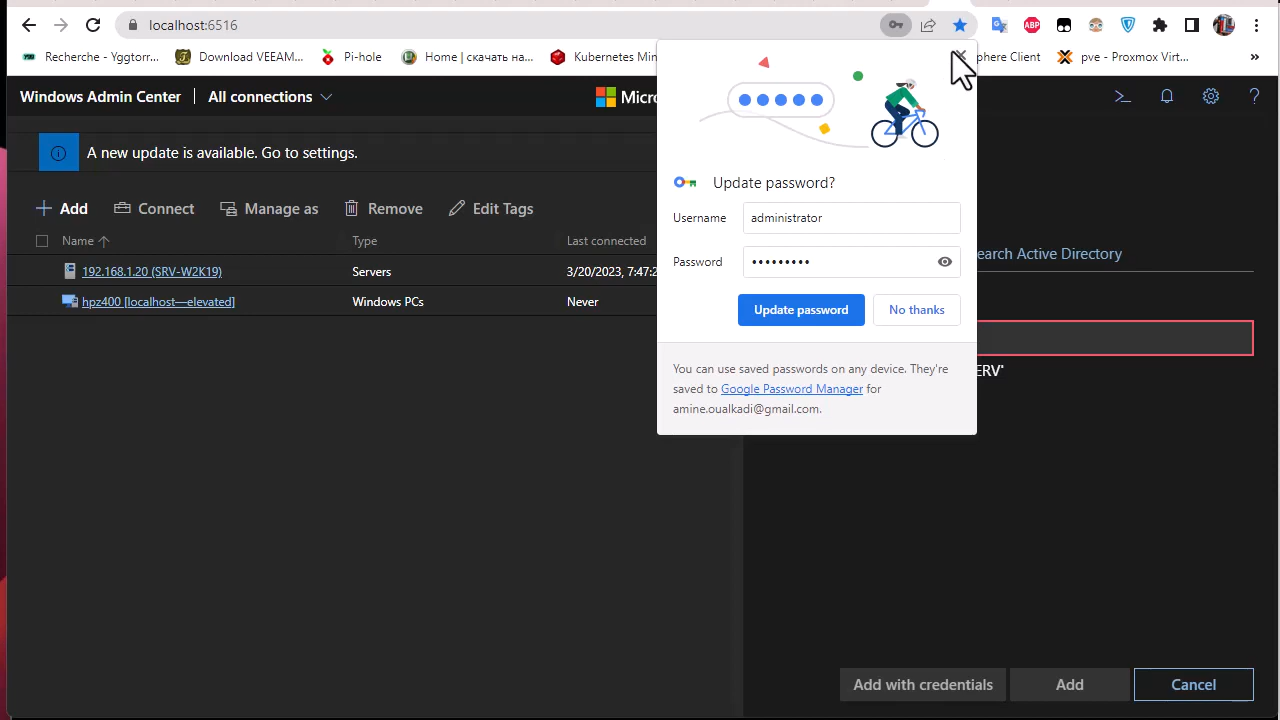 localhost:6516
Recherche - Yggtorr... Download VEEAM... Pi-hole Home | скачать на... Kubernetes Min phere Client pve - Proxmox Virt... »
Windows Admin Center All connections Micro
A new update is available. Go to settings.
Add Connect Manage as Remove Edit Tags
Name Type Last connected
192.168.1.20 (SRV-W2K19) Servers 3/20/2023, 7:47:2
hpz400 [localhost—elevated] Windows PCs Never
Update password?
Username administrator
Password •••••••••
Update password No thanks
You can use saved passwords on any device. They're
saved to Google Password Manager for
amine.oualkadi@gmail.com.
earch Active Directory
ERV'
Add with credentials Add Cancel
ABP